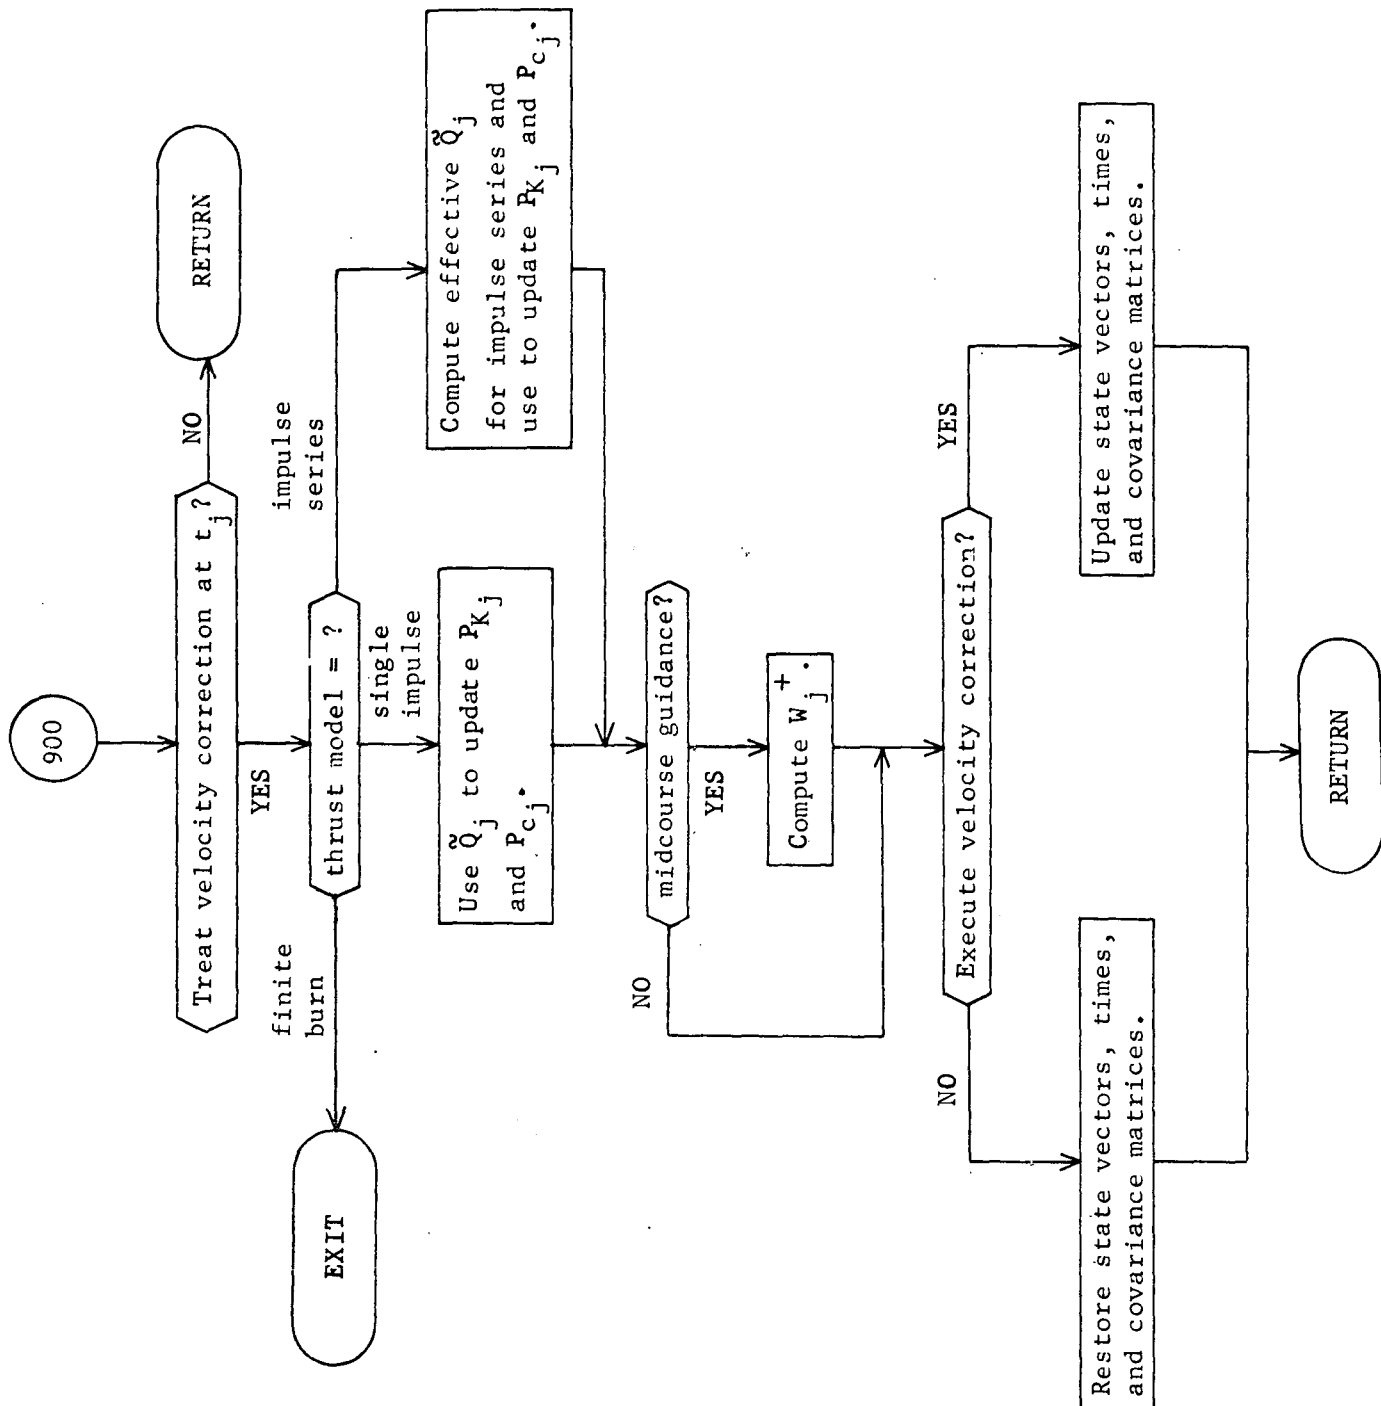 900
Treat velocity correction at t_j?
NO
RETURN
YES
thrust model = ?
finite
burn
EXIT
single
impulse
impulse
series
Use Q̃_j to update P_K_j
and P_c_j.
Compute effective Q̃_j
for impulse series and
use to update P_K_j and P_c_j.
midcourse guidance?
NO
YES
Compute W_j^+.
Execute velocity correction?
NO
YES
Restore state vectors, times,
and covariance matrices.
Update state vectors, times,
and covariance matrices.
RETURN